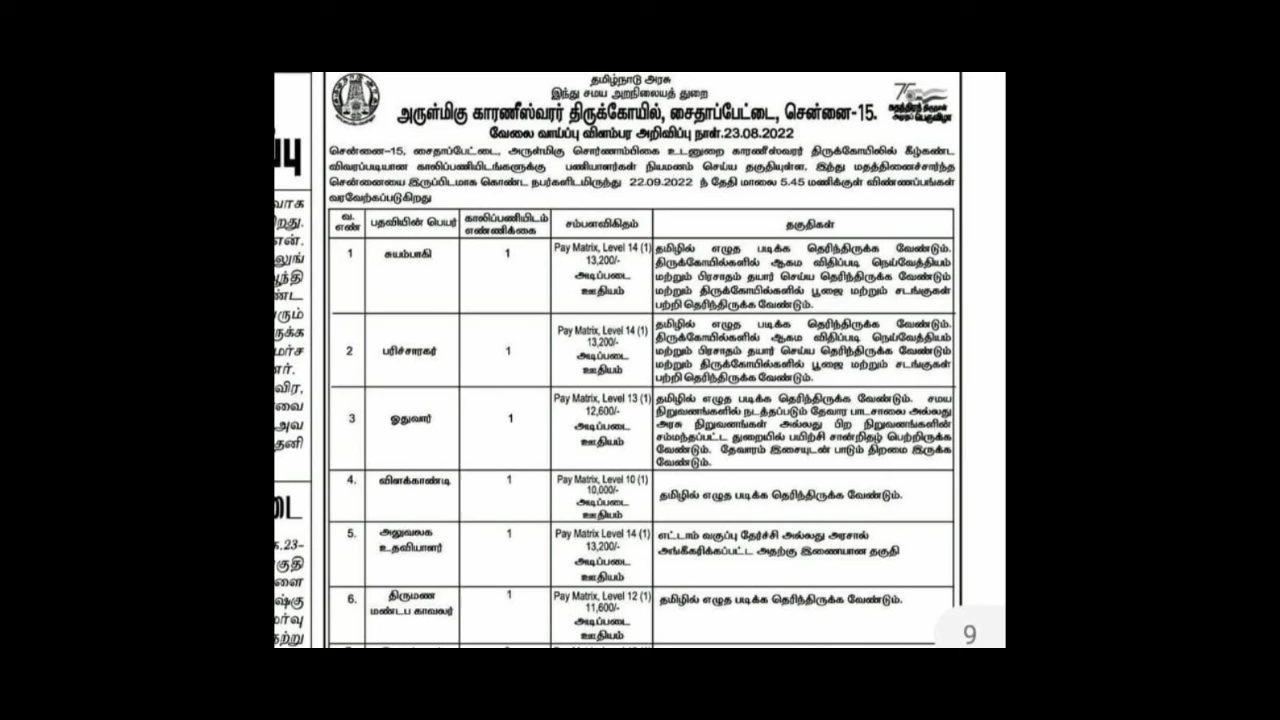 தமிழ்நாடு அரசு
இந்து சமய அறநிலையத் துறை
அருள்மிகு காரணீஸ்வரர் திருக்கோயில், சைதாப்பேட்டை, சென்னை-15.
வேலை வாய்ப்பு விளம்பர அறிவிப்பு நாள்.23.08.2022
சென்னை-15, சைதாப்பேட்டை, அருள்மிகு சொர்ணாம்பிகை உடனுறை காரணீஸ்வரர் திருக்கோயிலில் கீழ்கண்ட
விவரப்படியான காலிப்பணியிடங்களுக்கு பணியாளர்கள் நியமனம் செய்ய தகுதியுள்ள, இந்து மதத்தினைச்சார்ந்த
சென்னையை இருப்பிடமாக கொண்ட நபர்களிடமிருந்து 22.09.2022 ந் தேதி மாலை 5.45 மணிக்குள் விண்ணப்பங்கள்
வரவேற்கப்படுகிறது
வ. எண் பதவியின் பெயர் காலிப்பணியிடம் எண்ணிக்கை சம்பளவிகிதம் தகுதிகள்
1 சுயம்பாகி 1 Pay Matrix, Level 14 (1)
13,200/-
அடிப்படை
ஊதியம்
தமிழில் எழுத படிக்க தெரிந்திருக்க வேண்டும்.
திருக்கோயில்களில் ஆகம விதிப்படி நெய்வேத்தியம்
மற்றும் பிரசாதம் தயார் செய்ய தெரிந்திருக்க வேண்டும்
மற்றும் திருக்கோயில்களில் பூஜை மற்றும் சடங்குகள்
பற்றி தெரிந்திருக்க வேண்டும்.
2 பரிச்சாரகர் 1 Pay Matrix, Level 14 (1)
13,200/-
அடிப்படை
ஊதியம்
தமிழில் எழுத படிக்க தெரிந்திருக்க வேண்டும்.
திருக்கோயில்களில் ஆகம விதிப்படி நெய்வேத்தியம்
மற்றும் பிரசாதம் தயார் செய்ய தெரிந்திருக்க வேண்டும்
மற்றும் திருக்கோயில்களில் பூஜை மற்றும் சடங்குகள்
பற்றி தெரிந்திருக்க வேண்டும்.
3 ஓதுவார் 1 Pay Matrix, Level 13 (1)
12,600/-
அடிப்படை
ஊதியம்
தமிழில் எழுத படிக்க தெரிந்திருக்க வேண்டும். சமய
நிறுவனங்களில் நடத்தப்படும் தேவார பாடசாலை அல்லது
அரசு நிறுவனங்கள் அல்லது பிற நிறுவனங்களின்
சம்மந்தப்பட்ட துறையில் பயிற்சி சான்றிதழ் பெற்றிருக்க
வேண்டும். தேவாரம் இசையுடன் பாடும் திறமை இருக்க
வேண்டும்.
4. விளக்காண்டி 1 Pay Matrix, Level 10 (1)
10,000/-
அடிப்படை
ஊதியம்
தமிழில் எழுத படிக்க தெரிந்திருக்க வேண்டும்.
5. அலுவலக உதவியாளர் 1 Pay Matrix Level 14 (1)
13,200/-
அடிப்படை
ஊதியம்
எட்டாம் வகுப்பு தேர்ச்சி அல்லது அரசால்
அங்கீகரிக்கப்பட்ட அதற்கு இணையான தகுதி
6. திருமண மண்டப காவலர் 1 Pay Matrix, Level 12 (1)
11,600/-
அடிப்படை
ஊதியம்
தமிழில் எழுத படிக்க தெரிந்திருக்க வேண்டும்.
9